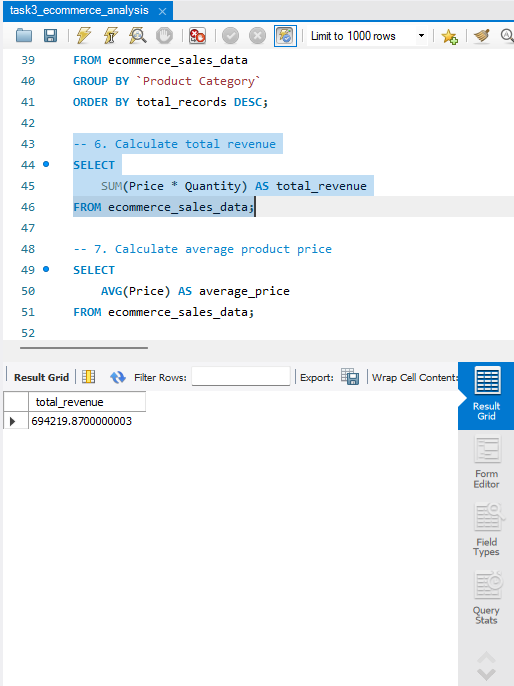 task3_ecommerce_analysis
Limit to 1000 rows
39 FROM ecommerce_sales_data
40 GROUP BY `Product Category`
41 ORDER BY total_records DESC;
42
43 -- 6. Calculate total revenue
44 SELECT
45 SUM(Price * Quantity) AS total_revenue
46 FROM ecommerce_sales_data;
47
48 -- 7. Calculate average product price
49 SELECT
50 AVG(Price) AS average_price
51 FROM ecommerce_sales_data;
52
Result Grid Filter Rows: Export: Wrap Cell Content:
total_revenue
694219.8700000003
Result
Grid
Form
Editor
Field
Types
Query
Stats